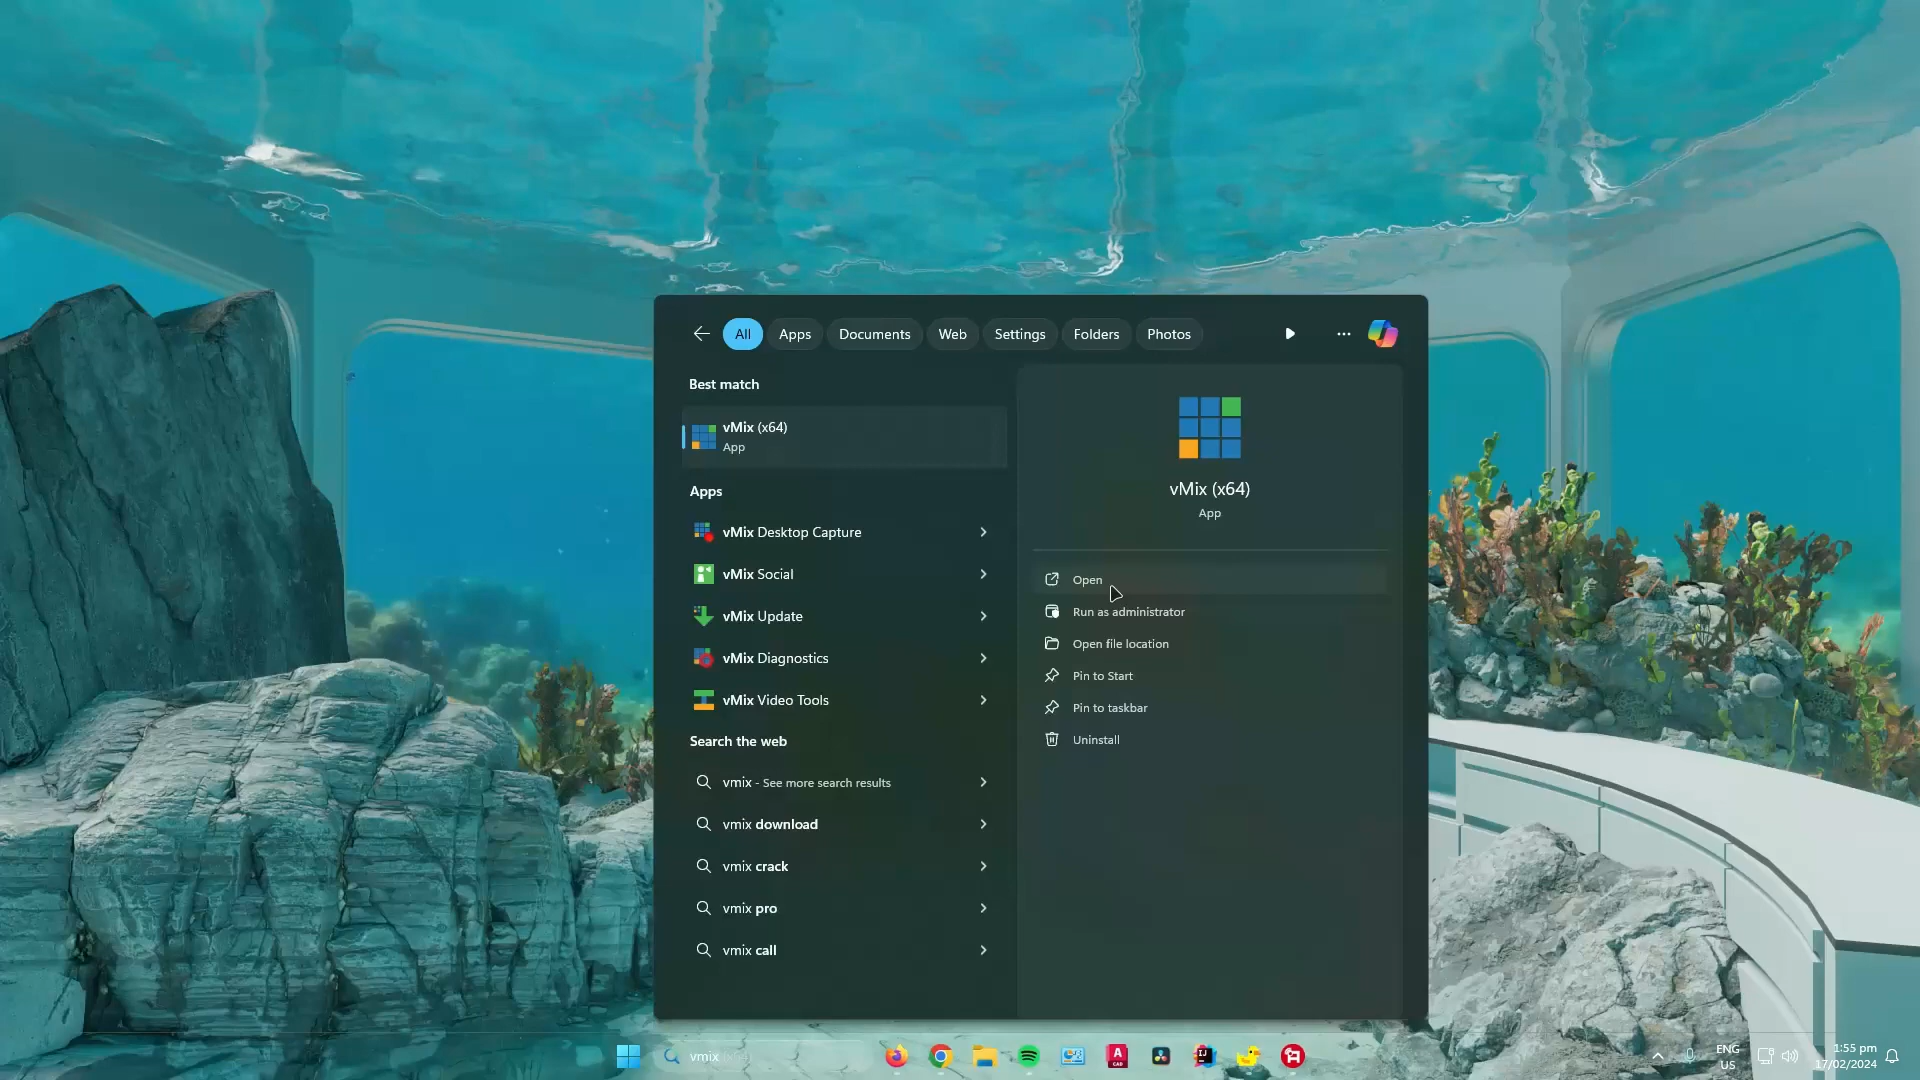 All
Apps
Documents
Web
Settings
Folders
Photos
Best match
vMix (x64)
App
Apps
vMix Desktop Capture
vMix Social
vMix Update
vMix Diagnostics
vMix Video Tools
Search the web
vmix - See more search results
vmix download
vmix crack
vmix pro
vmix call
vMix (x64)
App
Open
Run as administrator
Open file location
Pin to Start
Pin to taskbar
Uninstall
vmix
A
CAD
IJ
ENG
US
1:55 pm
17/02/2024